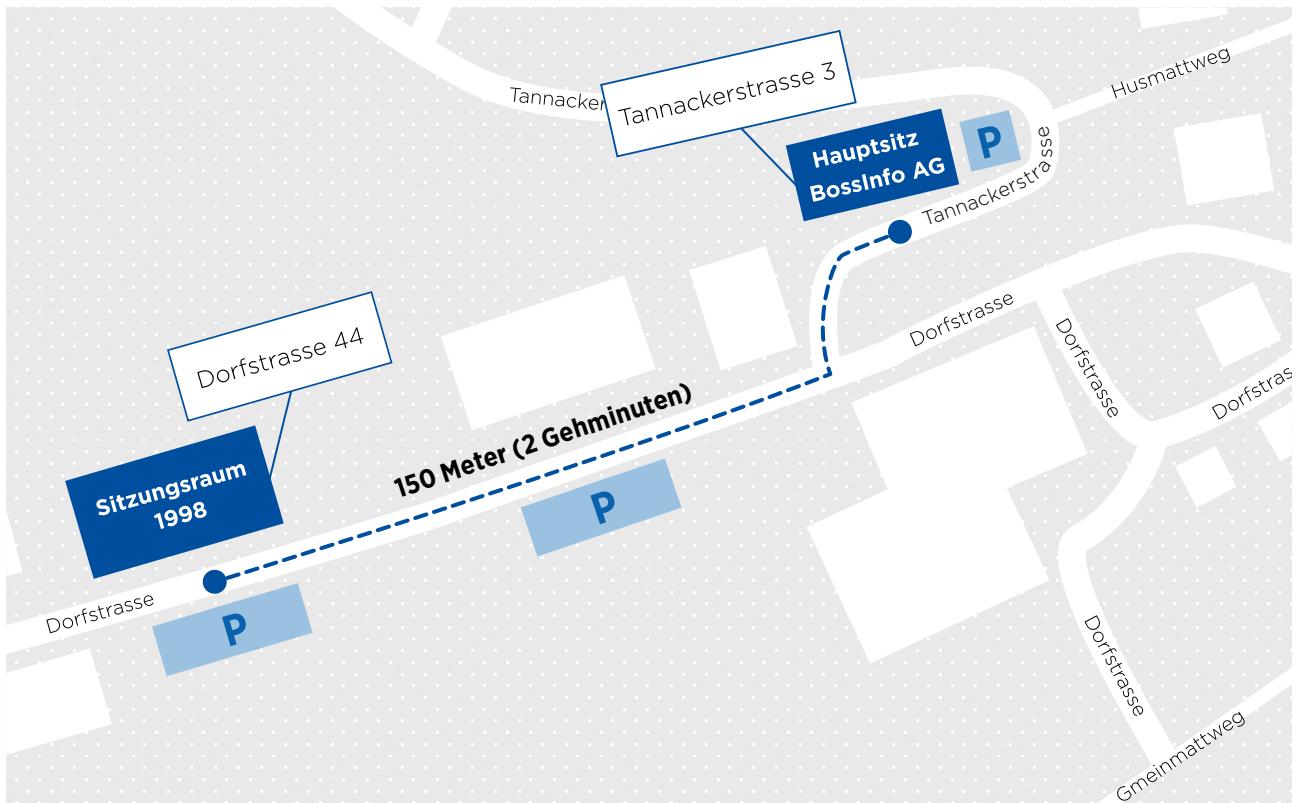 Tannackerstrasse 3
Tannacker
Husmattweg
Hauptsitz
BossInfo AG
P
Tannackerstrasse
Dorfstrasse
Dorfstrasse
Dorfstras
Dorfstrasse 44
150 Meter (2 Gehminuten)
Sitzungsraum
1998
P
Dorfstrasse
P
Dorfstrasse
Gmeinmattweg